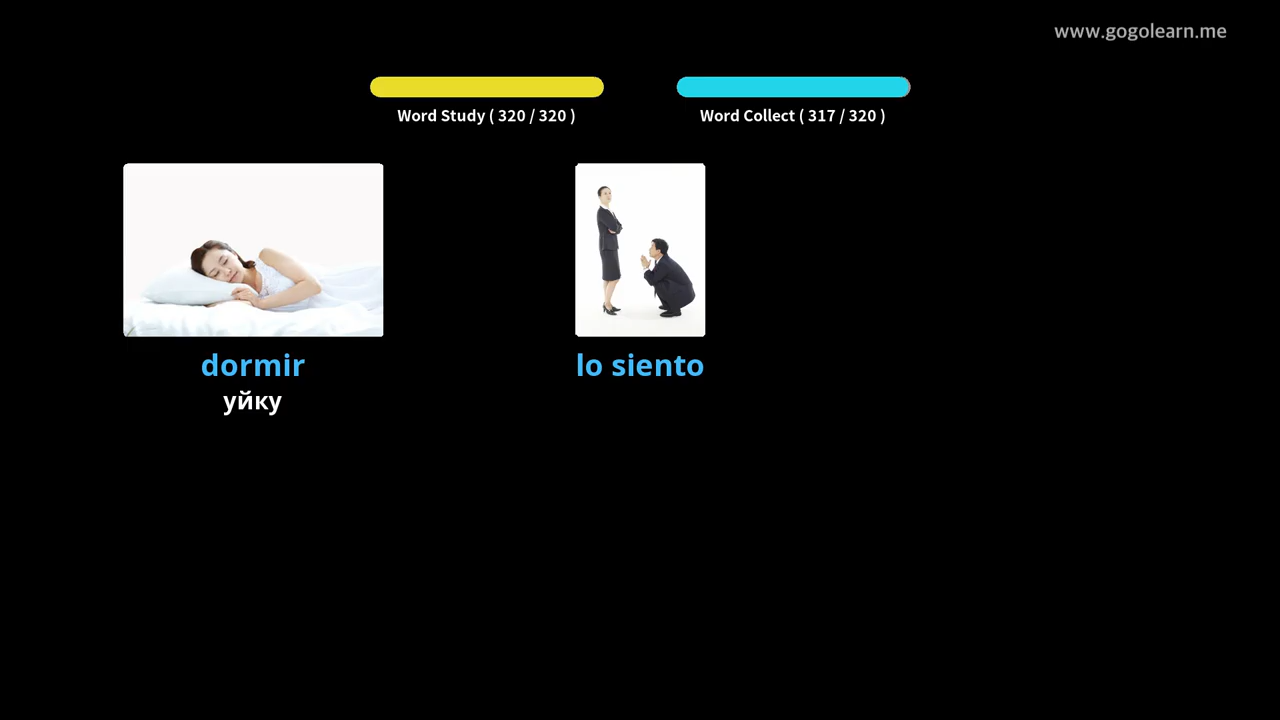 www.gogolearn.me
Word Study ( 320 / 320 )
Word Collect ( 317 / 320 )
dormir
уйку
lo siento